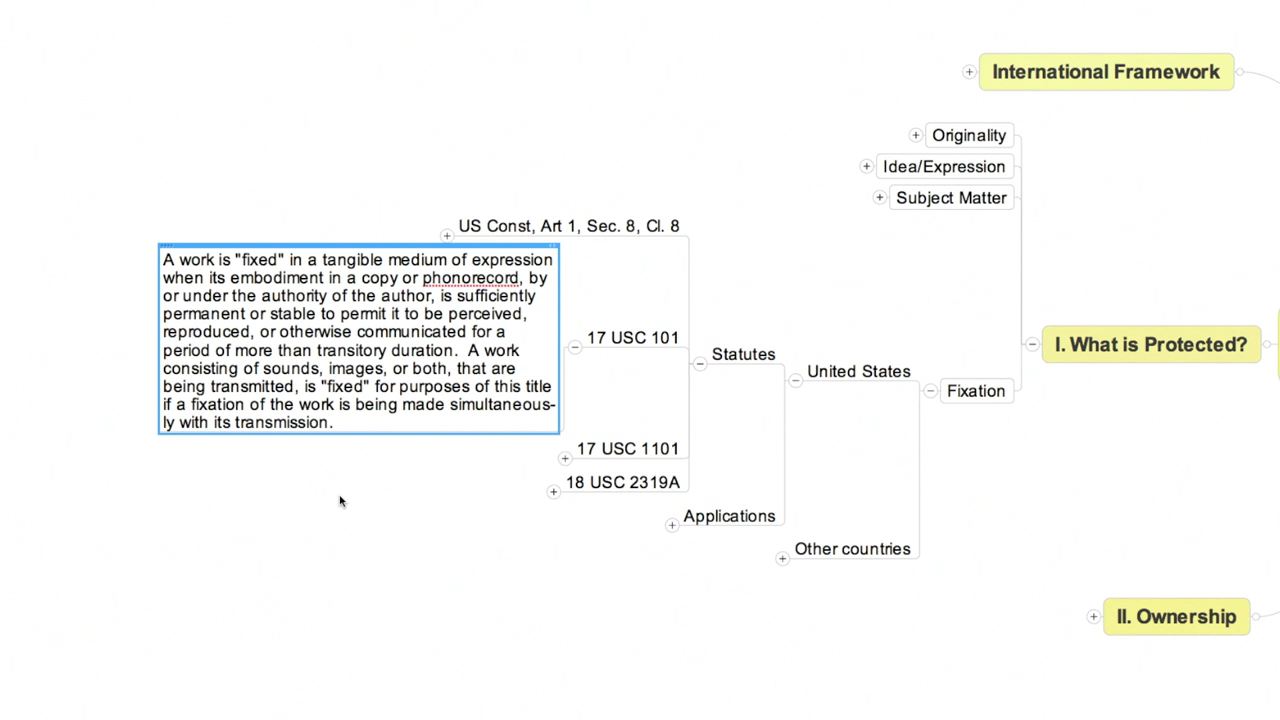 International Framework
Originality
Idea/Expression
Subject Matter
US Const, Art 1, Sec. 8, Cl. 8
A work is "fixed" in a tangible medium of expression
when its embodiment in a copy or phonorecord, by
or under the authority of the author, is sufficiently
permanent or stable to permit it to be perceived,
reproduced, or otherwise communicated for a
period of more than transitory duration.  A work
consisting of sounds, images, or both, that are
being transmitted, is "fixed" for purposes of this title
if a fixation of the work is being made simultaneous-
ly with its transmission.
17 USC 101
Statutes
United States
Fixation
I. What is Protected?
17 USC 1101
18 USC 2319A
Applications
Other countries
II. Ownership